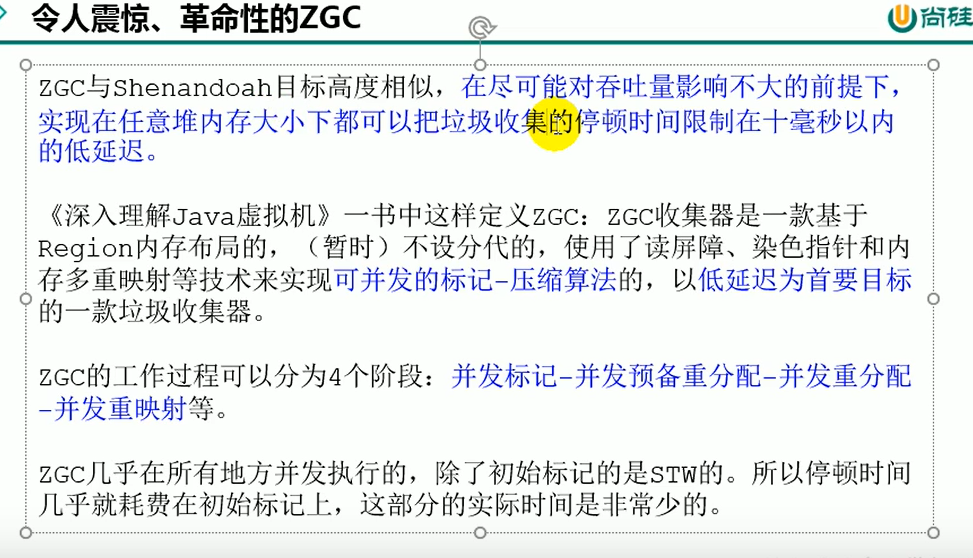 令人震惊、革命性的ZGC
尚硅
ZGC与Shenandoah目标高度相似，在尽可能对吞吐量影响不大的前提下，
实现在任意堆内存大小下都可以把垃圾收集的停顿时间限制在十毫秒以内
的低延迟。
《深入理解Java虚拟机》一书中这样定义ZGC：ZGC收集器是一款基于
Region内存布局的，（暂时）不设分代的，使用了读屏障、染色指针和内
存多重映射等技术来实现可并发的标记-压缩算法的，以低延迟为首要目标
的一款垃圾收集器。
ZGC的工作过程可以分为4个阶段：并发标记-并发预备重分配-并发重分配
-并发重映射等。
ZGC几乎在所有地方并发执行的，除了初始标记的是STW的。所以停顿时间
几乎就耗费在初始标记上，这部分的实际时间是非常少的。